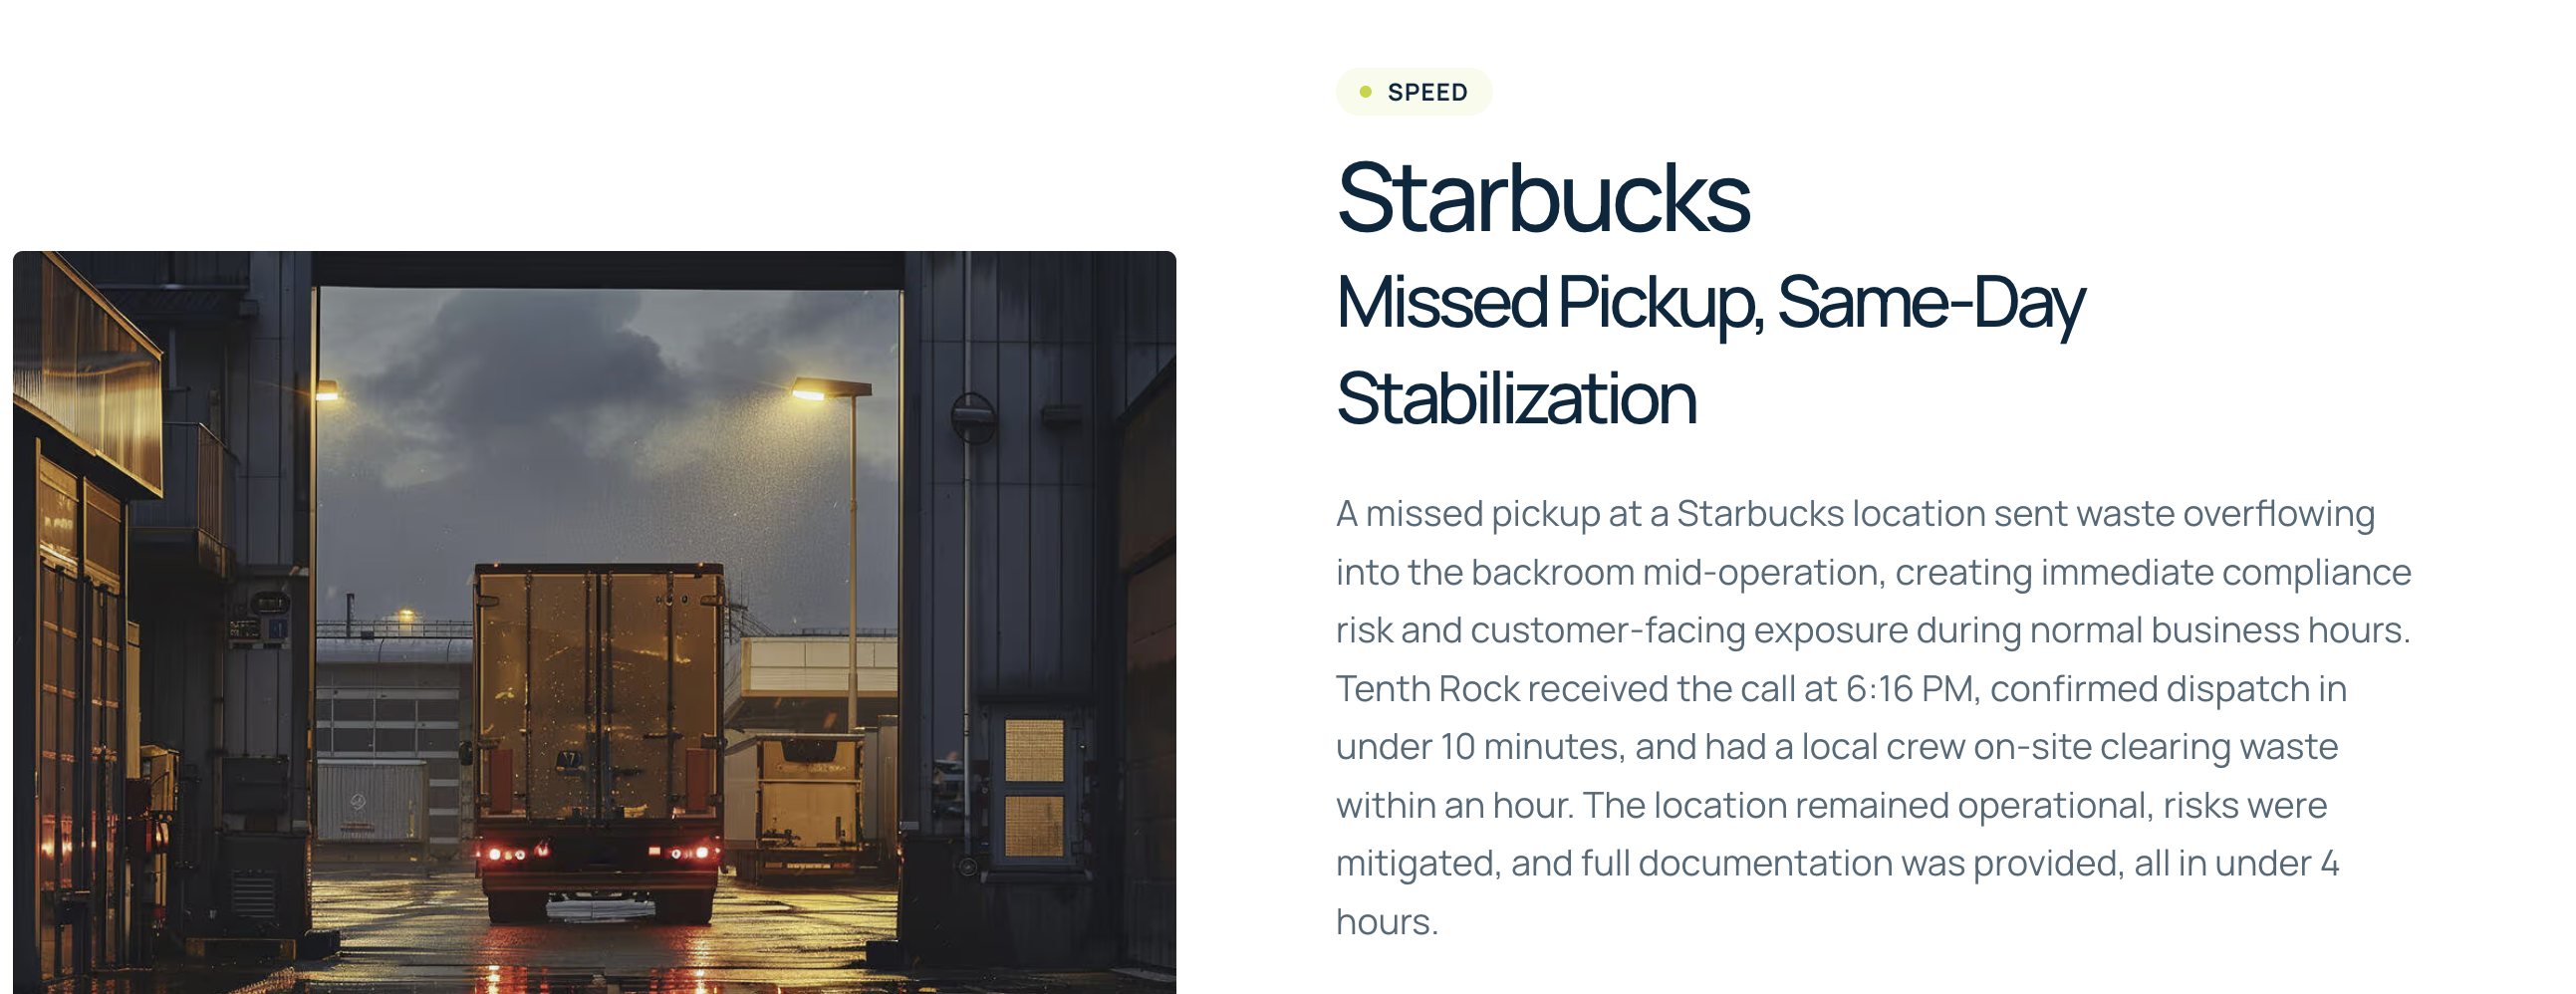 SPEED
Starbucks
Missed Pickup, Same-Day
Stabilization
A missed pickup at a Starbucks location sent waste overflowing
into the backroom mid-operation, creating immediate compliance
risk and customer-facing exposure during normal business hours.
Tenth Rock received the call at 6:16 PM, confirmed dispatch in
under 10 minutes, and had a local crew on-site clearing waste
within an hour. The location remained operational, risks were
mitigated, and full documentation was provided, all in under 4
hours.